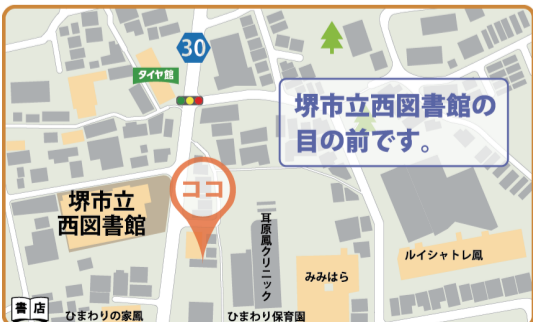 30
タイヤ館
堺市立西図書館の
目の前です。
ココ
堺市立
西図書館
耳原鳳クリニック
みみはら
ルイシャトレ鳳
書店
ひまわりの家鳳
ひまわり保育園